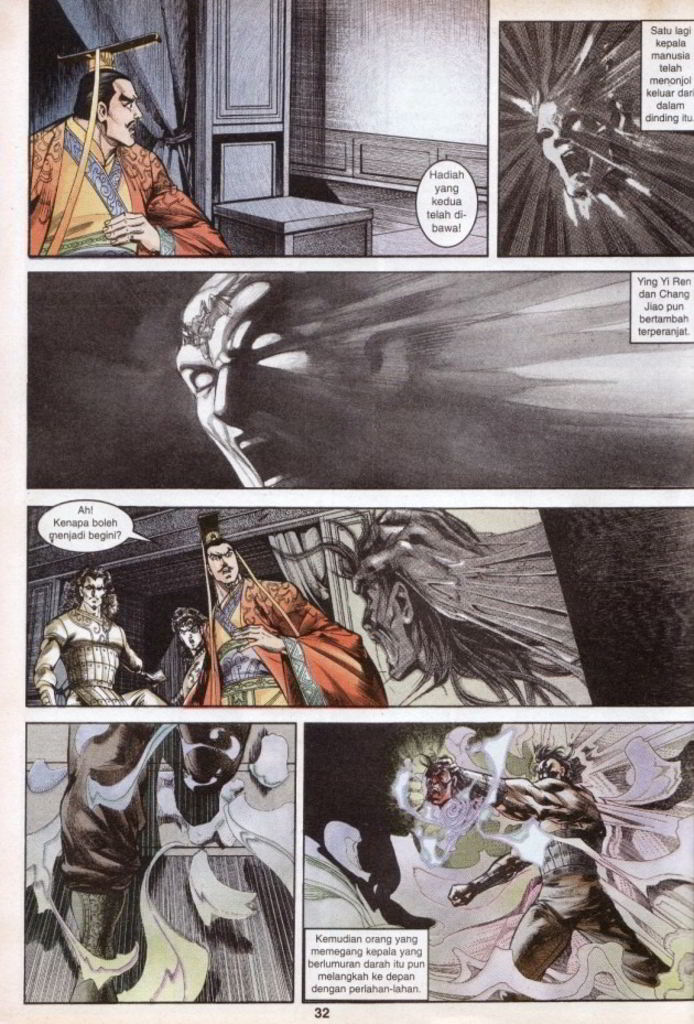 Hadiah
yang
kedua
telah di-
bawa!
Satu lagi
kepala
manusia
telah
menonjol
keluar dari
dalam
dinding itu.
Ying Yi Ren
dan Chang
Jiao pun
bertambah
terperanjat.
Ah!
Kenapa boleh
menjadi begini?
Kemudian orang yang
memegang kepala yang
berlumuran darah itu pun
melangkah ke depan
dengan perlahan-lahan.
32